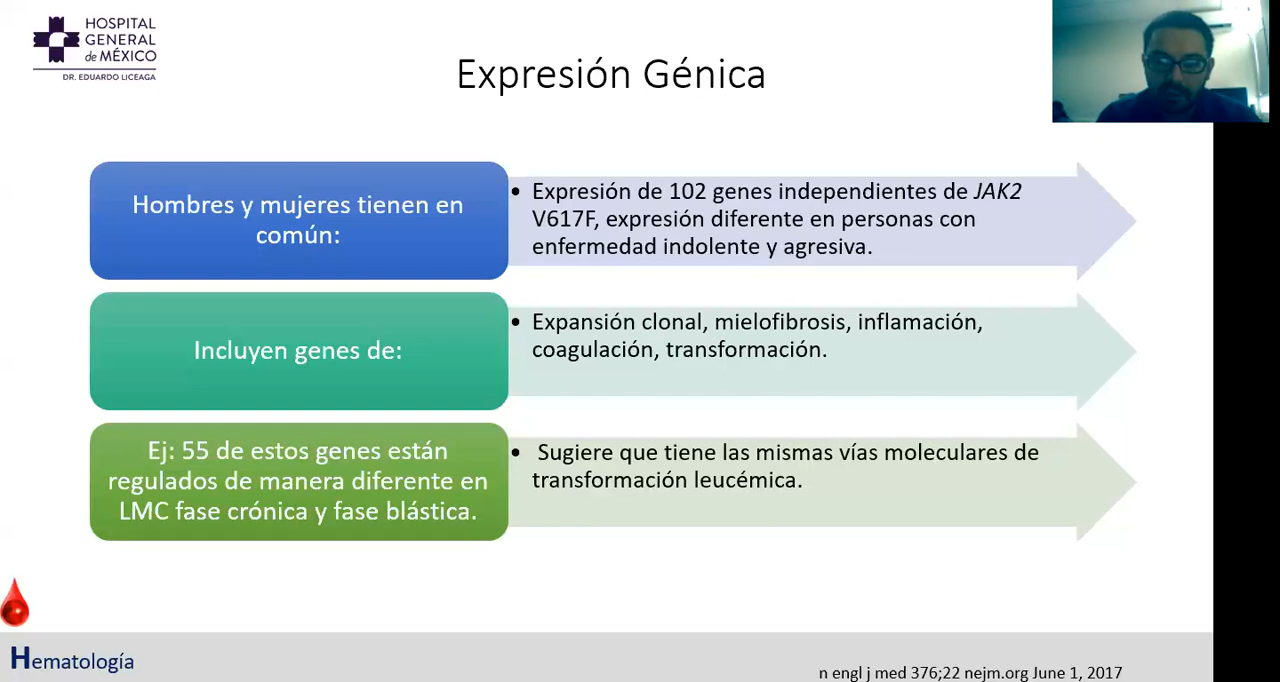 HOSPITAL
GENERAL
de MÉXICO
DR. EDUARDO LICEAGA
Expresión Génica
Hombres y mujeres tienen en
común:
• Expresión de 102 genes independientes de JAK2
V617F, expresión diferente en personas con
enfermedad indolente y agresiva.
Incluyen genes de:
• Expansión clonal, mielofibrosis, inflamación,
coagulación, transformación.
Ej: 55 de estos genes están
regulados de manera diferente en
LMC fase crónica y fase blástica.
• Sugiere que tiene las mismas vías moleculares de
transformación leucémica.
Hematología
n engl j med 376;22 nejm.org June 1, 2017